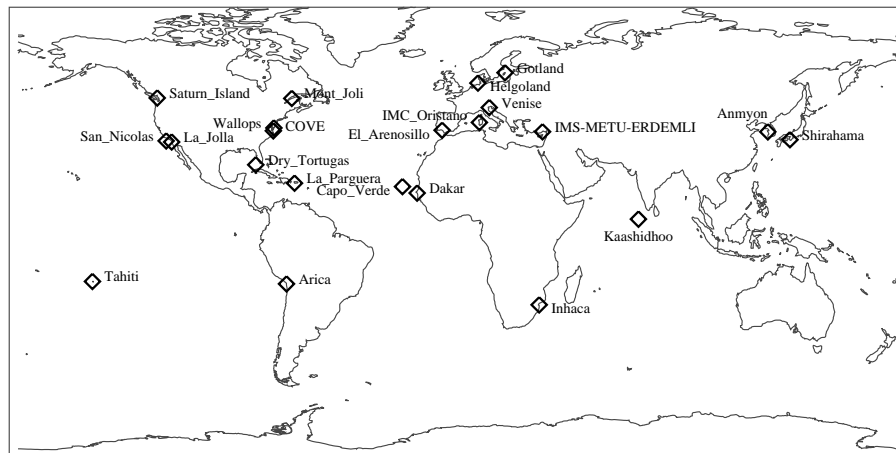 Gotland
Helgoland
Saturn_Island
Mont_Joli
Venise
IMC_Oristano
Anmyon
Wallops
COVE
El_Arenosillo
IMS-METU-ERDEMLI
San_Nicolas
La_Jolla
Shirahama
Dry_Tortugas
La_Parguera
Capo_Verde
Dakar
Kaashidhoo
Tahiti
Arica
Inhaca